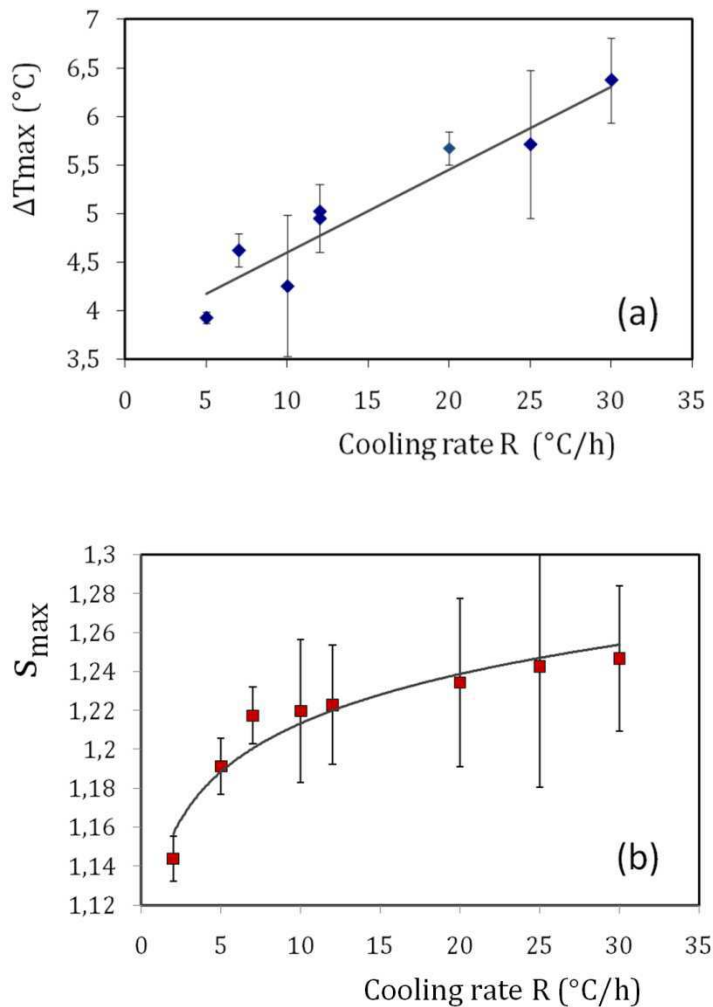 7
6,5
6
5,5
5
4,5
4
3,5
ΔTmax (°C)
(a)
0 5 10 15 20 25 30 35
Cooling rate R (°C/h)
1,3
1,28
1,26
1,24
1,22
1,2
1,18
1,16
1,14
1,12
Smax
(b)
0 5 10 15 20 25 30 35
Cooling rate R (°C/h)